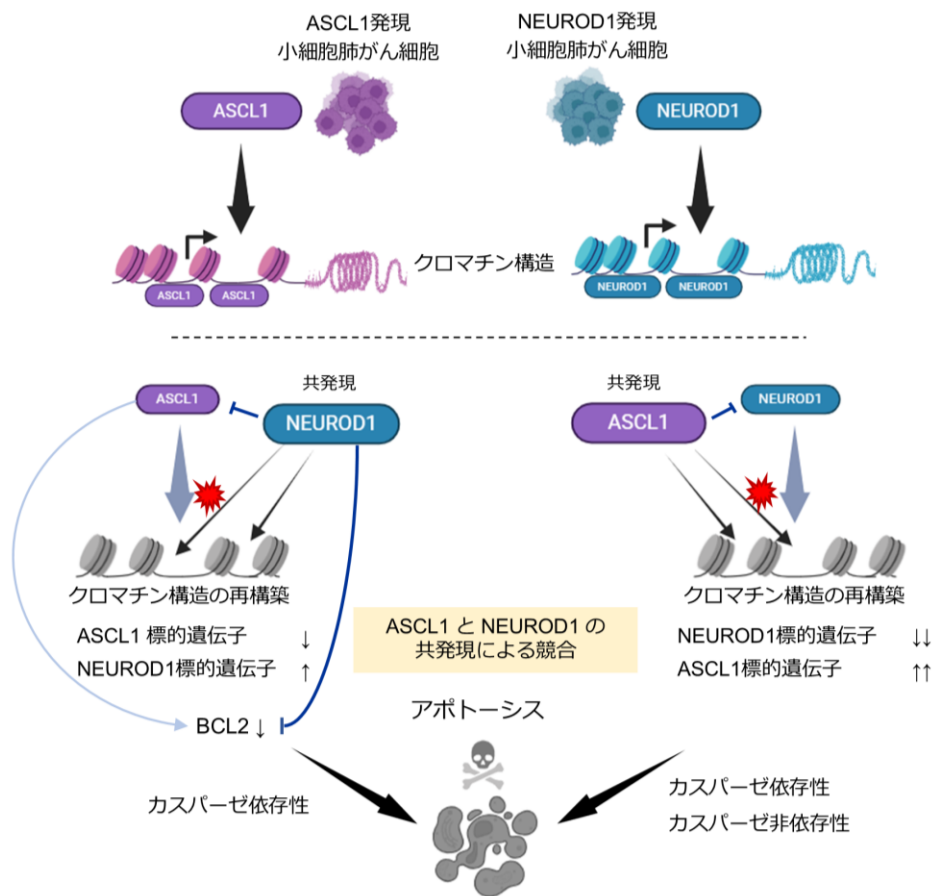 ASCL1発現
小細胞肺がん細胞
NEUROD1発現
小細胞肺がん細胞
ASCL1
NEUROD1
クロマチン構造
ASCL1
ASCL1
NEUROD1
NEUROD1
共発現
ASCL1
NEUROD1
共発現
ASCL1
NEUROD1
クロマチン構造の再構築
ASCL1 標的遺伝子 ↓
NEUROD1標的遺伝子 ↑
BCL2 ↓
ASCL1 と NEUROD1 の
共発現による競合
クロマチン構造の再構築
NEUROD1標的遺伝子 ↓↓
ASCL1標的遺伝子 ↑↑
アポトーシス
カスパーゼ依存性
カスパーゼ依存性
カスパーゼ非依存性